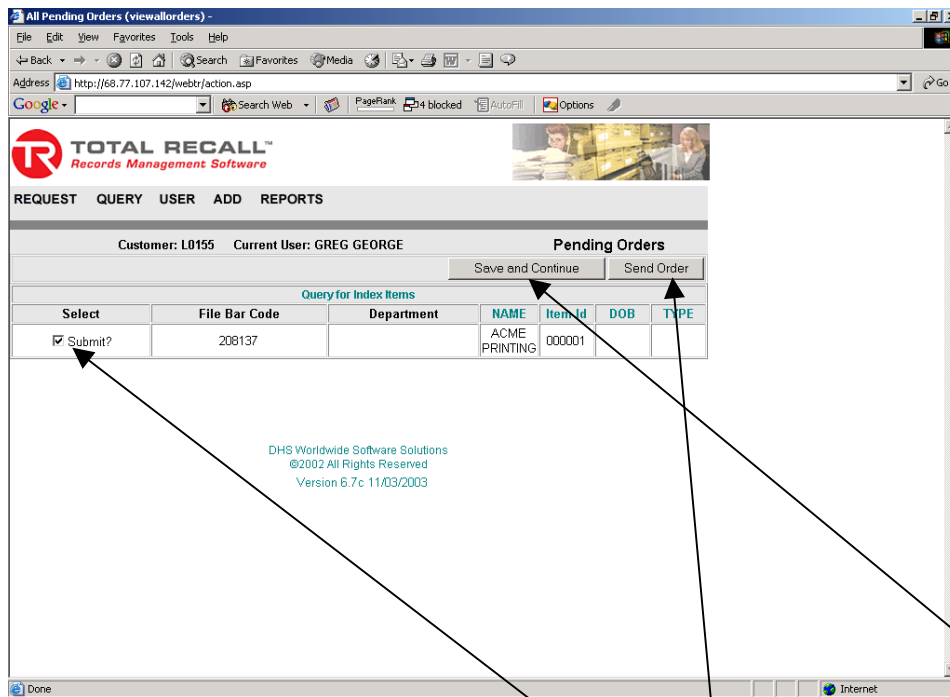 All Pending Orders (viewallorders) -
File Edit View Favorites Tools Help
Back Search Favorites Media
Address http://68.77.107.142/webtr/action.asp Go
Google - Search Web PageRank 4 blocked AutoFill Options
R TOTAL RECALL™
Records Management Software
REQUEST QUERY USER ADD REPORTS
Customer: L0155 Current User: GREG GEORGE Pending Orders
Save and Continue Send Order
Query for Index Items
Select File Bar Code Department NAME Item Id DOB TYPE
Submit? 208137 ACME PRINTING 000001
DHS Worldwide Software Solutions
©2002 All Rights Reserved
Version 6.7c 11/03/2003
Done Internet